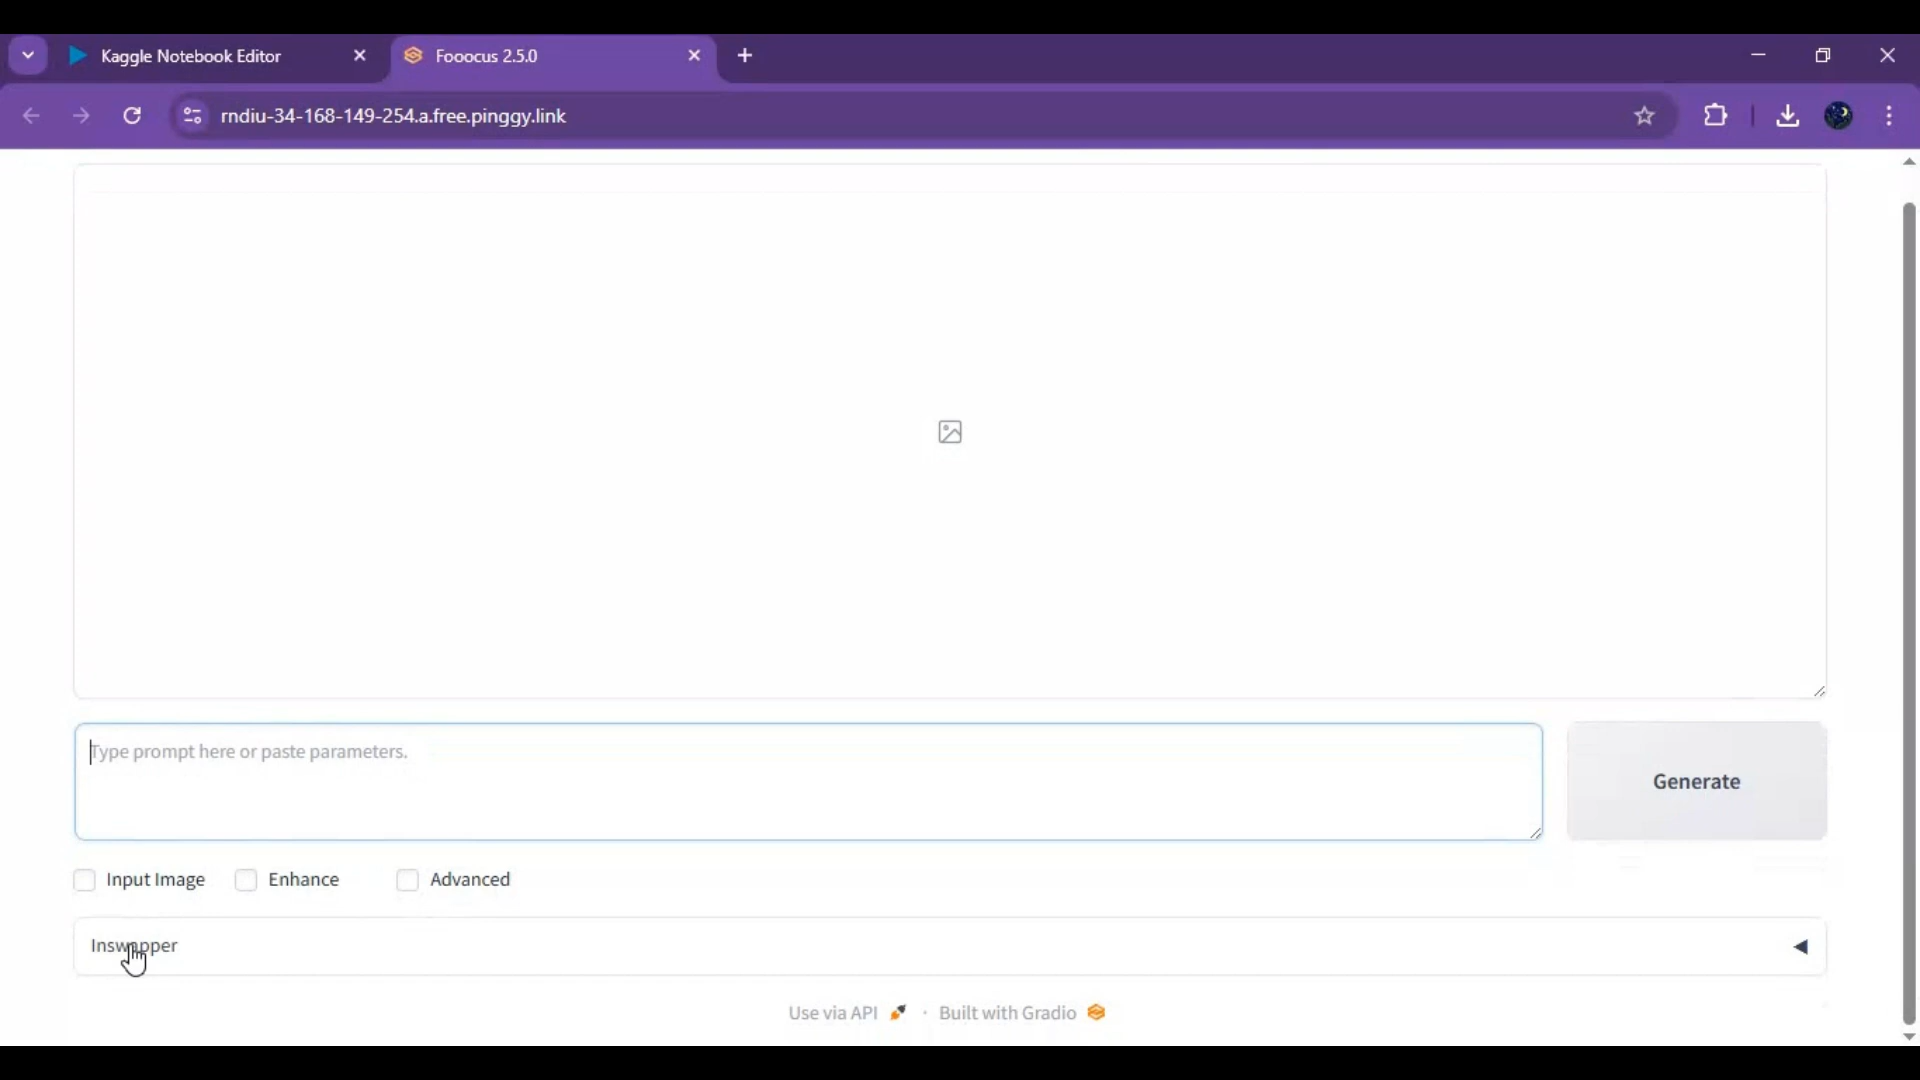 Kaggle Notebook Editor
Fooocus 2.5.0
rndiu-34-168-149-254.a.free.pinggy.link
Type prompt here or paste parameters.
Generate
Input Image
Enhance
Advanced
Inswapper
Use via API · Built with Gradio